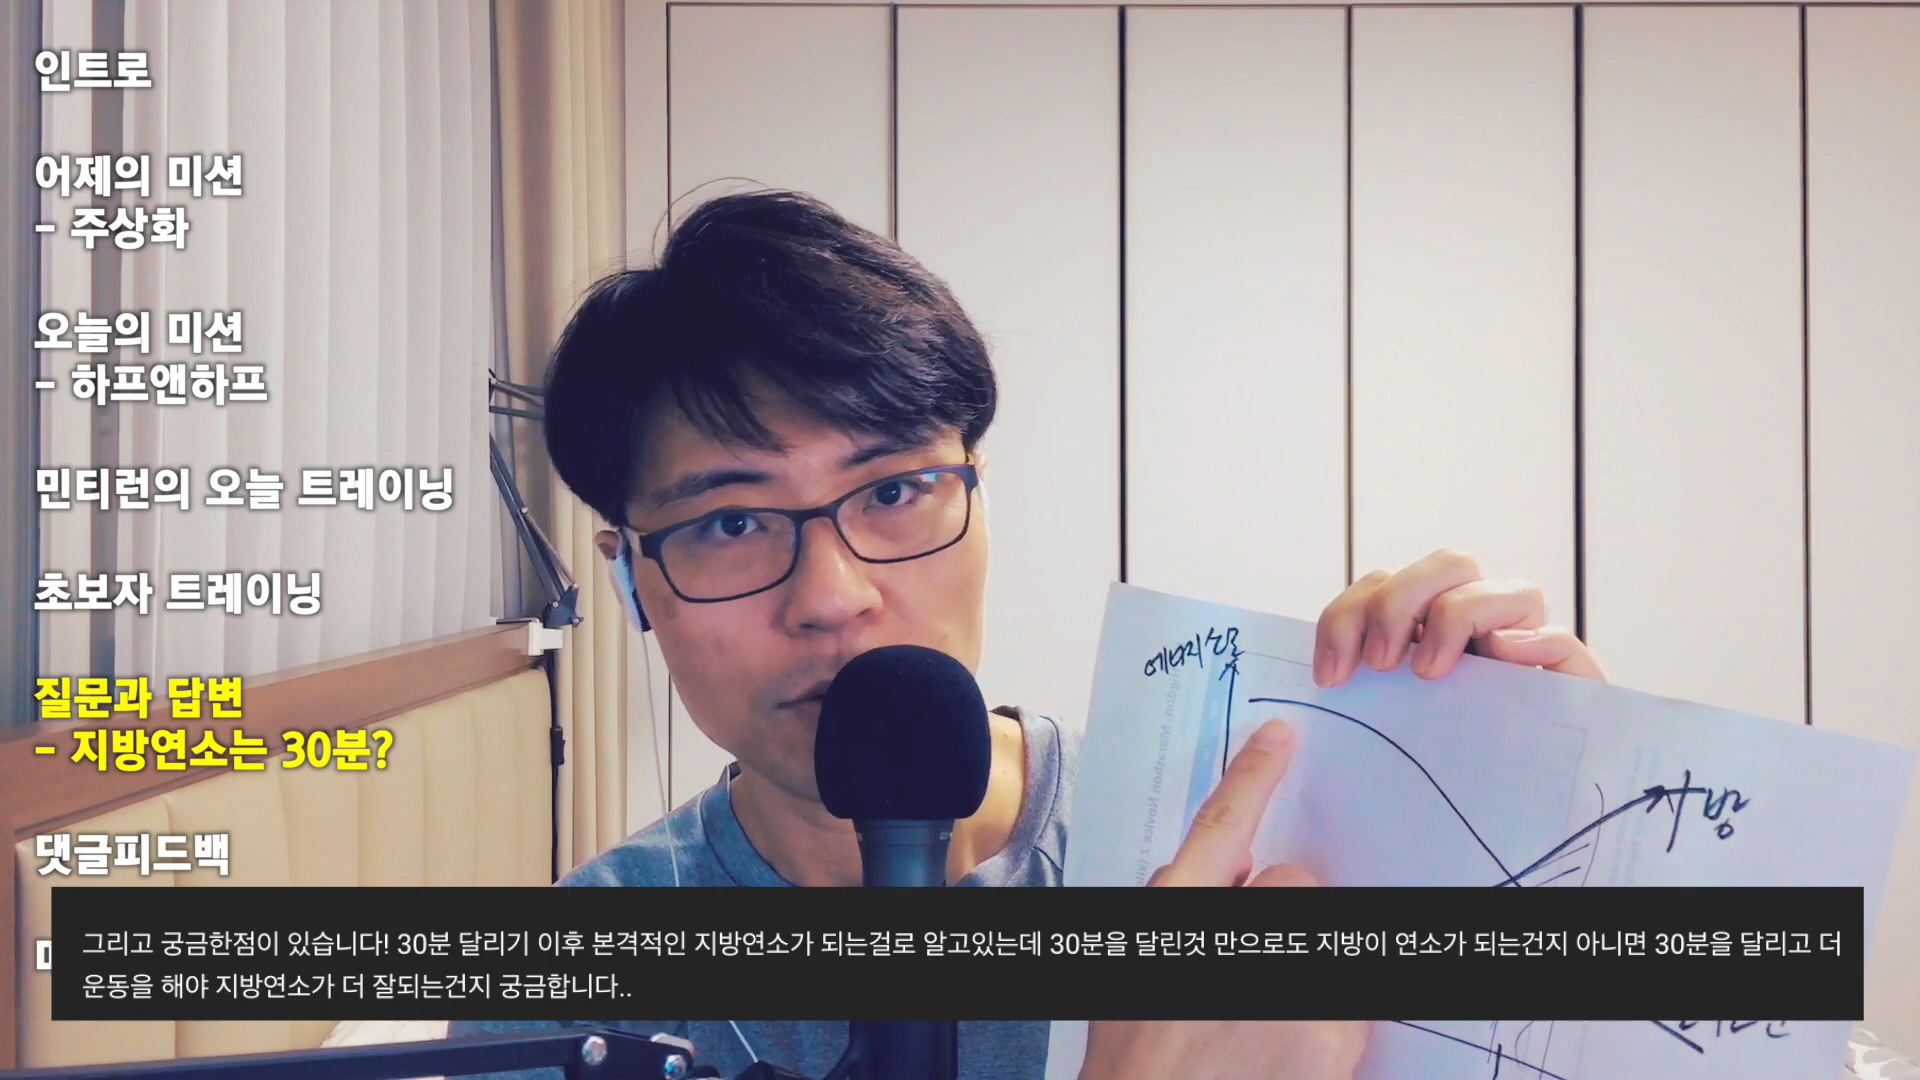 인트로
어제의 미션
- 주상화
오늘의 미션
- 하프앤하프
민티런의 오늘 트레이닝
초보자 트레이닝
질문과 답변
- 지방연소는 30분?
댓글피드백
그리고 궁금한점이 있습니다! 30분 달리기 이후 본격적인 지방연소가 되는걸로 알고있는데 30분을 달린것 만으로도 지방이 연소가 되는건지 아니면 30분을 달리고 더
운동을 해야 지방연소가 더 잘되는건지 궁금합니다..
에너지소모
지방
Marathon Novice 2